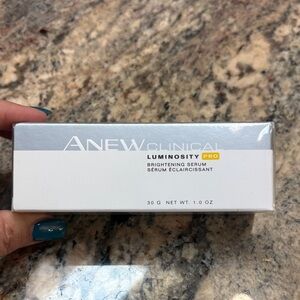 ANEW CLINICAL
LUMINOSITY PRO
BRIGHTENING SERUM
SÉRUM ÉCLAIRCISSANT
30 G NET WT. 1.0 OZ